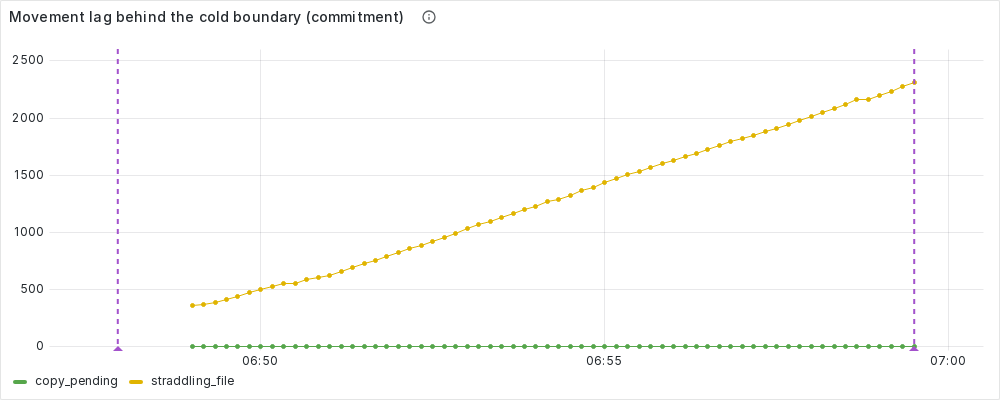 Movement lag behind the cold boundary (commitment)
2500
2000
1500
1000
500
0
06:50 06:55 07:00
copy_pending straddling_file